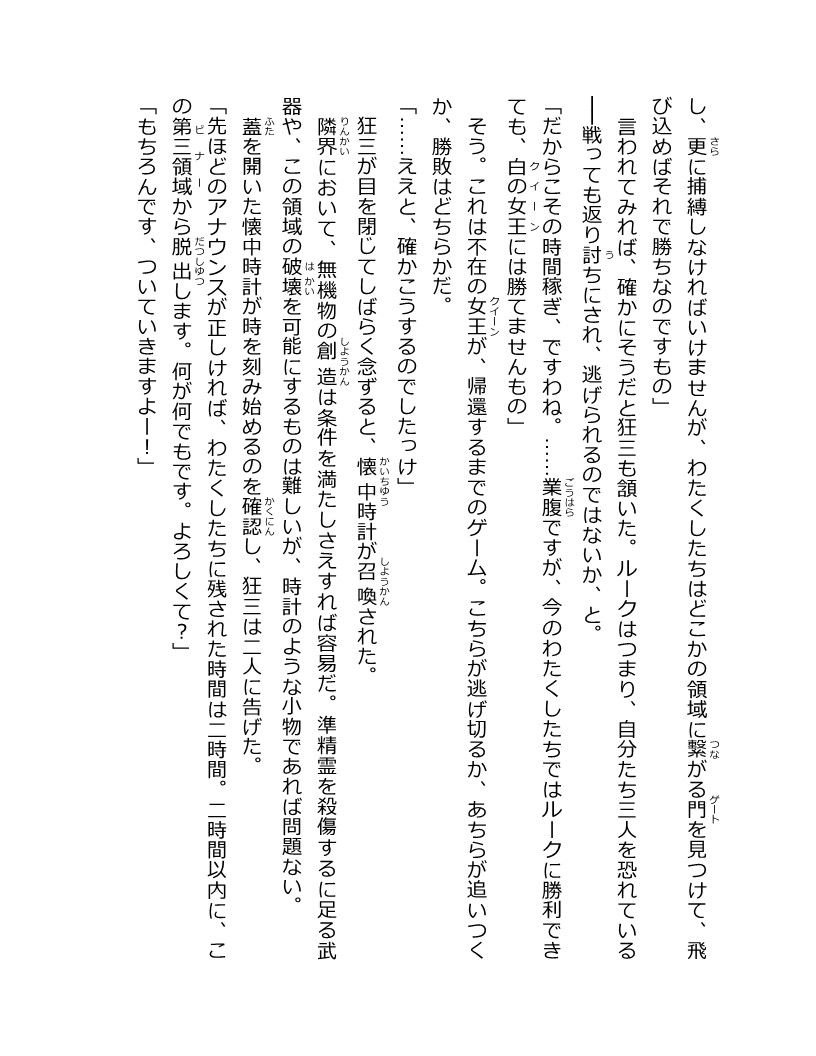 し、更に捕縛しなければいけませんが、わたくしたちはどこかの領域に繋がる門を見つけて、飛
び込めばそれで勝ちなのですもの」
言われてみれば、確かにそうだと狂三も頷いた。ルークはつまり、自分たち三人を恐れている
──戦っても返り討ちにされ、逃げられるのではないか、と。
「だからこその時間稼ぎ、ですわね。……業腹ですが、今のわたくしたちではルークに勝利でき
ても、白の女王には勝てませんもの」
そう。これは不在の女王が、帰還するまでのゲーム。こちらが逃げ切るか、あちらが追いつく
か、勝敗はどちらかだ。
「……ええと、確かこうするのでしたっけ」
狂三が目を閉じてしばらく念ずると、懐中時計が召喚された。
隣界において、無機物の創造は条件を満たしさえすれば容易だ。準精霊を殺傷するに足る武
器や、この領域の破壊を可能にするものは難しいが、時計のような小物であれば問題ない。
蓋を開いた懐中時計が時を刻み始めるのを確認し、狂三は二人に告げた。
「先ほどのアナウンスが正しければ、わたくしたちに残された時間は二時間。二時間以内に、こ
の第三領域から脱出します。何が何でもです。よろしくて?」
「もちろんです、ついていきますよー!」